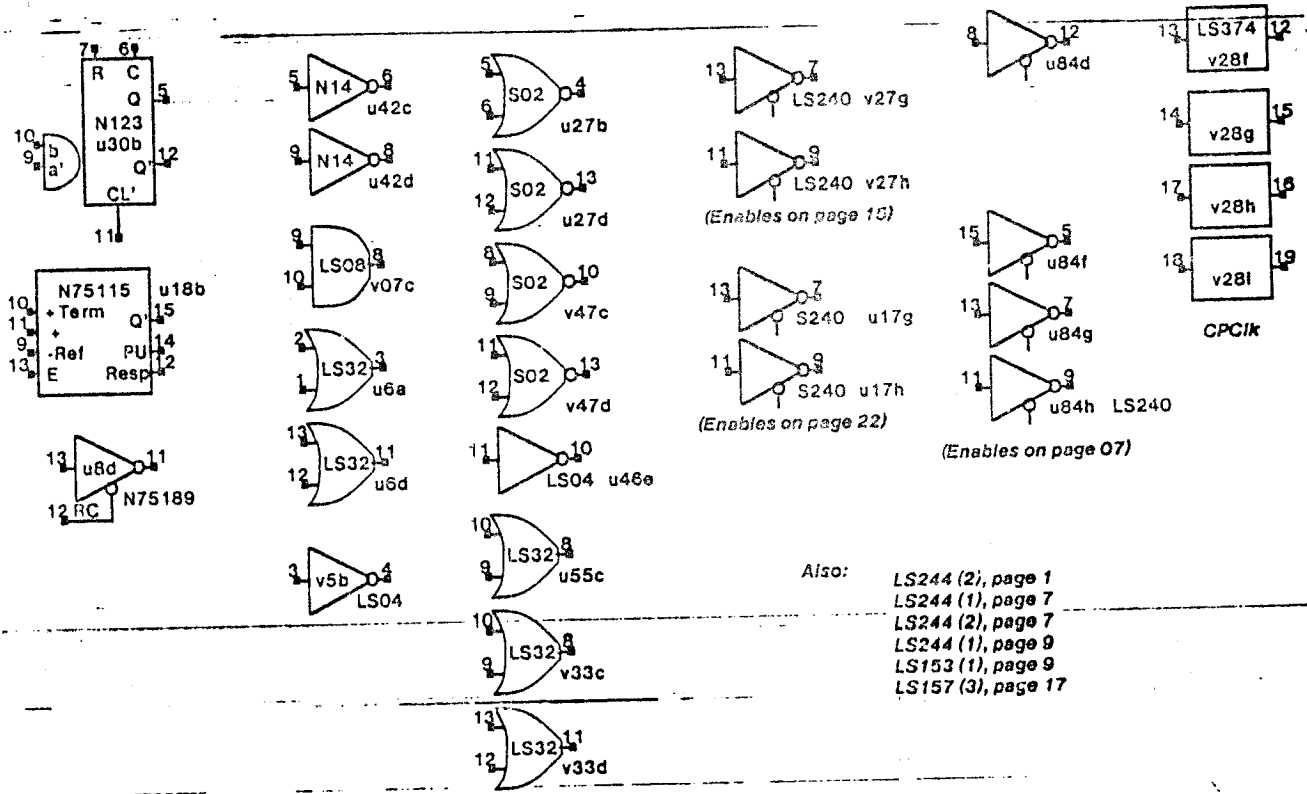 7 6
R C
Q 5
N123
u30b
10 b
9 a'
Q' 12
CL'
11
N75115 u18b
10 + Term
Q' 15
11 +
9 -Ref
PU 14
13 E
Resp 12
13 u8d 11
N75189
12 RC
5 N14 6
u42c
9 N14 8
u42d
9
LS08 8
10 v07c
2
LS32 3
1 u6a
13
LS32 11
12 u6d
3 v5b 4
LS04
5
S02 4
6
u27b
11
S02 13
12
u27d
8
S02 10
9
v47c
11
S02 13
12
v47d
11 10
LS04 u46e
10
LS32 8
9 u55c
10
LS32 8
9 v33c
13
LS32 11
12 v33d
13 7
LS240 v27g
11 9
LS240 v27h
(Enables on page 15)
13 7
S240 u17g
11 9
S240 u17h
(Enables on page 22)
8 12
u84d
15 5
u84f
13 7
u84g
11 9
u84h LS240
(Enables on page 07)
13 LS374 12
v28f
14 15
v28g
17 16
v28h
18 19
v28i
CPClk
Also:
LS244 (2), page 1
LS244 (1), page 7
LS244 (2), page 7
LS244 (1), page 9
LS153 (1), page 9
LS157 (3), page 17